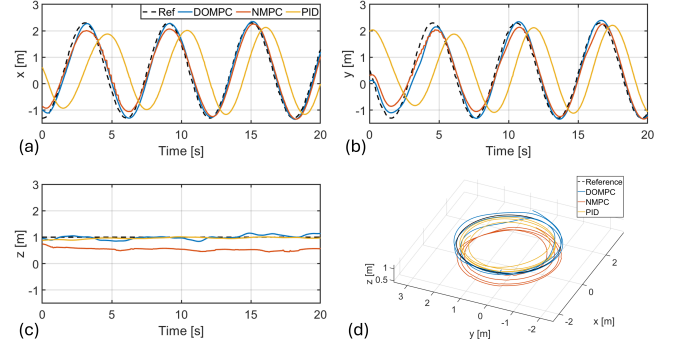 Ref DOMPC NMPC PID
3
2
1
0
-1
x [m]
0 5 10 15 20
Time [s]
(a)
3
2
1
0
-1
y [m]
0 5 10 15 20
Time [s]
(b)
3
2
1
0
-1
z [m]
0 5 10 15 20
Time [s]
(c)
Reference
DOMPC
NMPC
PID
1
0.5
z [m]
3 2 1 0 -1 -2
y [m]
-2 0 2
x [m]
(d)